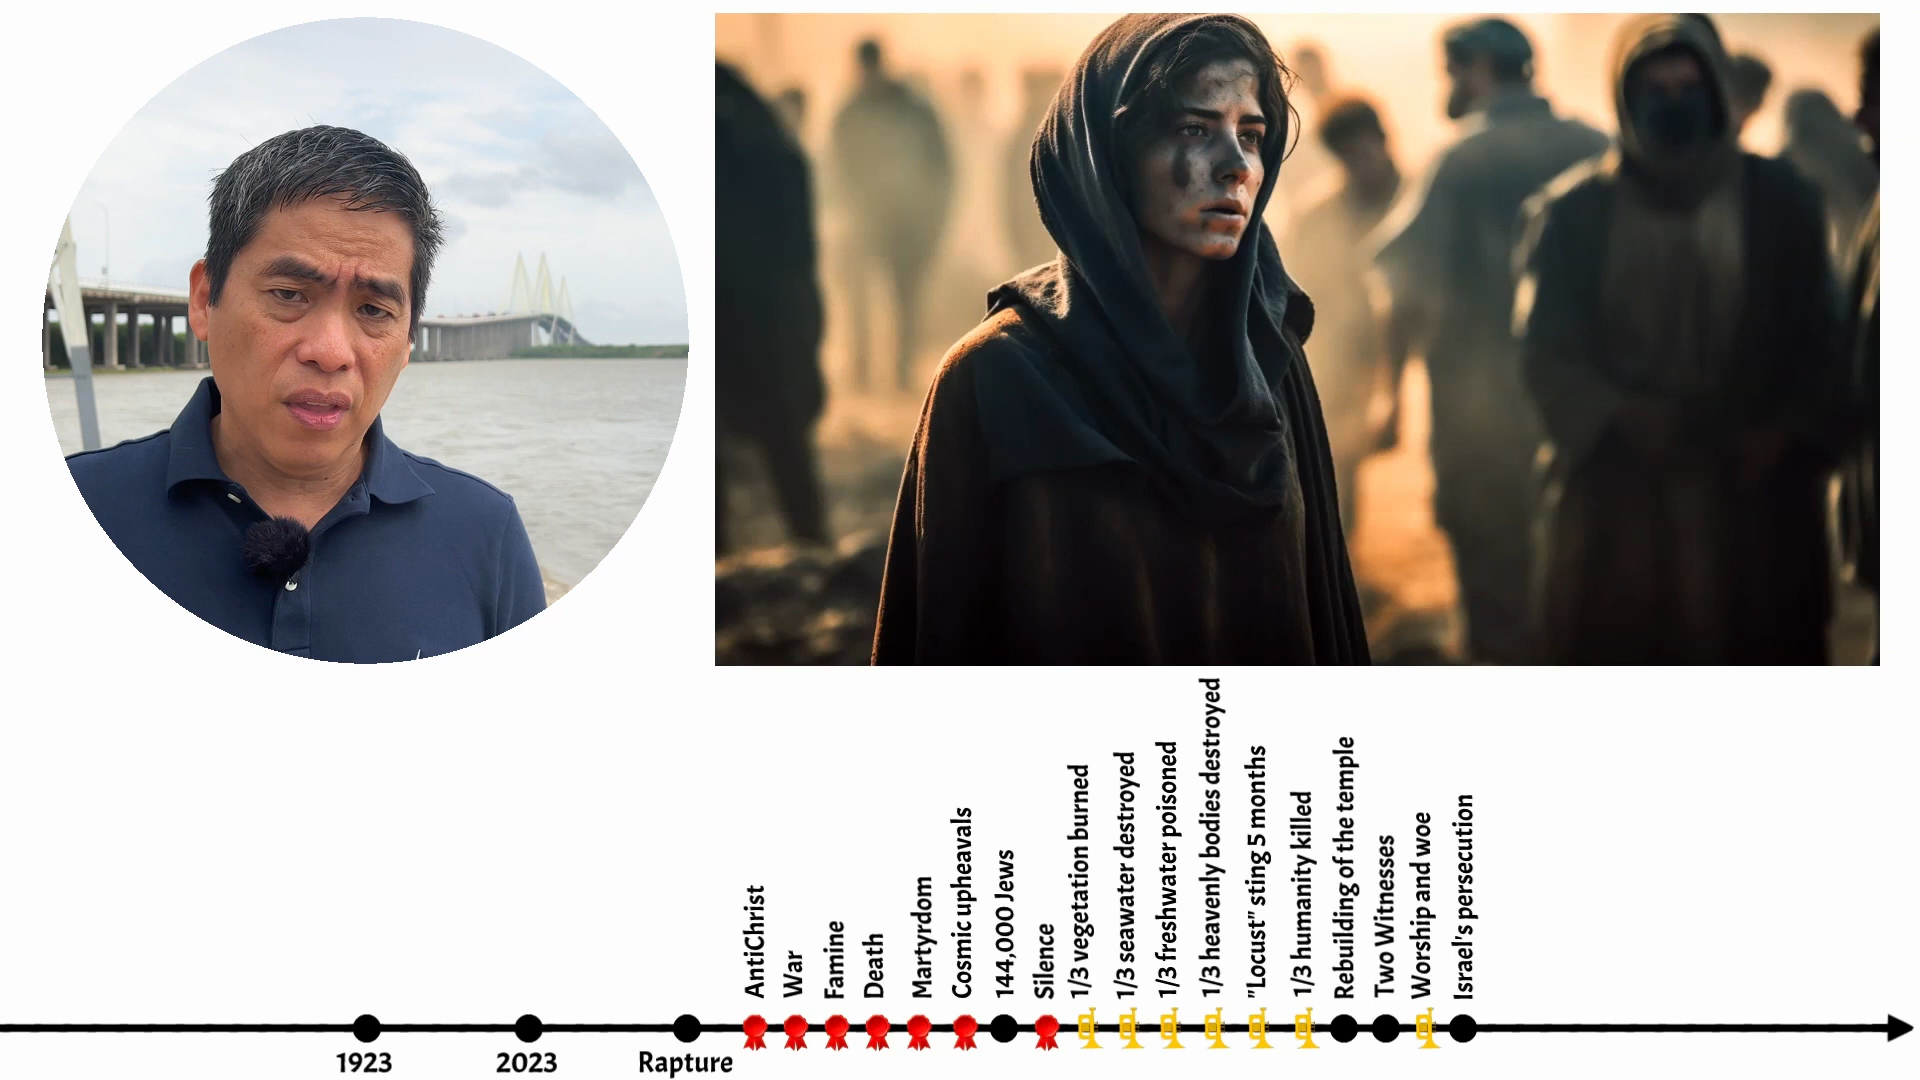 AntiChrist
War
Famine
Death
Martyrdom
Cosmic upheavals
144,000 Jews
Silence
1/3 vegetation burned
1/3 seawater destroyed
1/3 freshwater poisoned
1/3 heavenly bodies destroyed
"Locust" sting 5 months
1/3 humanity killed
Rebuilding of the temple
Two Witnesses
Worship and woe
Israel's persecution
1923
2023
Rapture